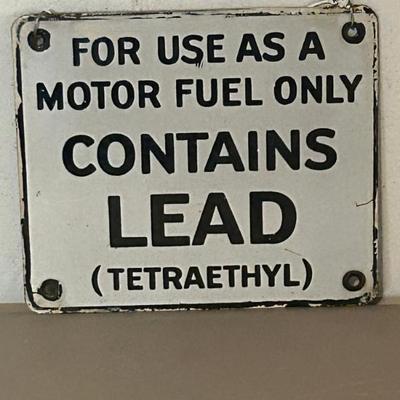 FOR USE AS A
MOTOR FUEL ONLY
CONTAINS
LEAD
(TETRAETHYL)